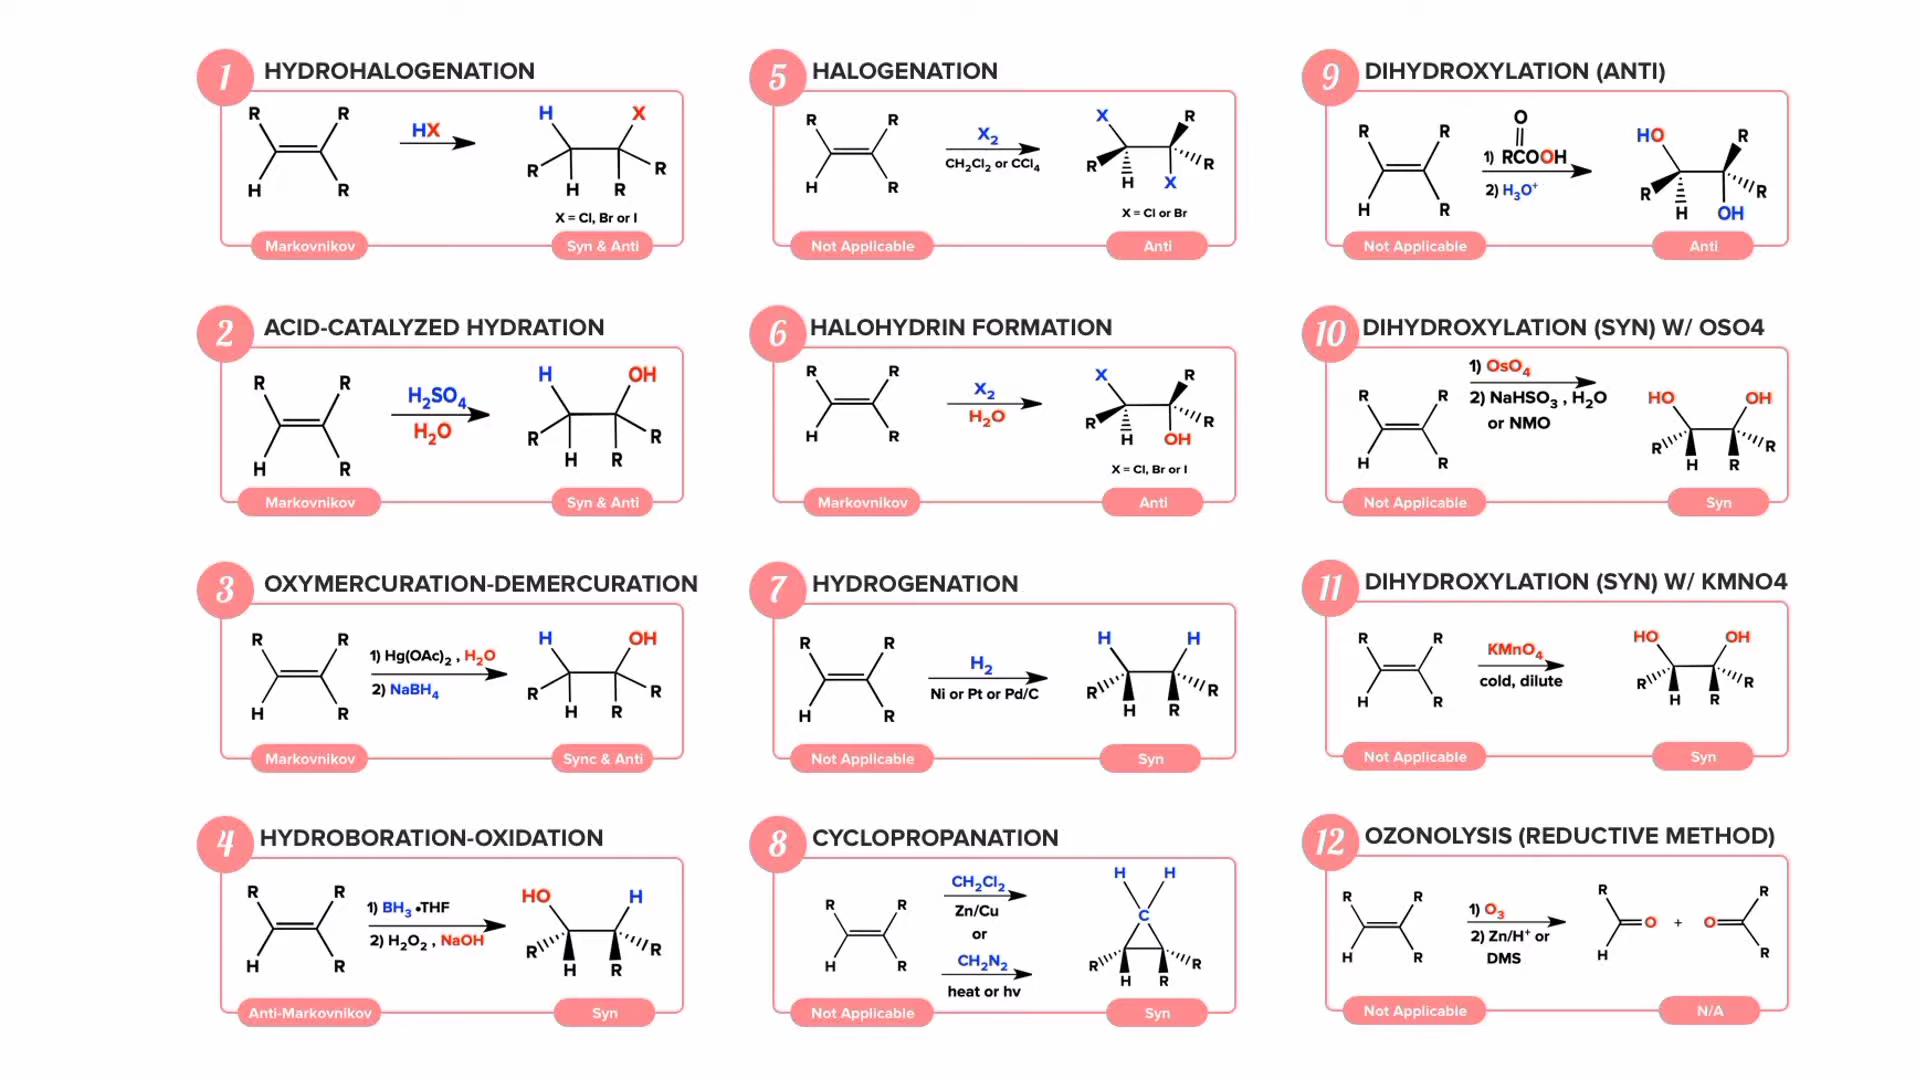 1 HYDROHALOGENATION
R R
H R
HX
H X
R R
H R
X = Cl, Br or I
Markovnikov Syn & Anti
2 ACID-CATALYZED HYDRATION
R R
H R
H₂SO₄
H₂O
H OH
R R
H R
Markovnikov Syn & Anti
3 OXYMERCURATION-DEMERCURATION
R R
H R
1) Hg(OAc)₂ , H₂O
2) NaBH₄
H OH
R R
H R
Markovnikov Sync & Anti
4 HYDROBORATION-OXIDATION
R R
H R
1) BH₃ •THF
2) H₂O₂ , NaOH
HO H
R R
H R
Anti-Markovnikov Syn
5 HALOGENATION
R R
H R
X₂
CH₂Cl₂ or CCl₄
X R
R R
H X
X = Cl or Br
Not Applicable Anti
6 HALOHYDRIN FORMATION
R R
H R
X₂
H₂O
X R
R R
H OH
X = Cl, Br or I
Markovnikov Anti
7 HYDROGENATION
R R
H R
H₂
Ni or Pt or Pd/C
H H
R R
H R
Not Applicable Syn
8 CYCLOPROPANATION
R R
H R
CH₂Cl₂
Zn/Cu
or
CH₂N₂
heat or hv
H H
C
R R
H R
Not Applicable Syn
9 DIHYDROXYLATION (ANTI)
R R
H R
O
1) RCOOH
2) H₃O⁺
HO R
R R
H OH
Not Applicable Anti
10 DIHYDROXYLATION (SYN) W/ OSO4
R R
H R
1) OsO₄
2) NaHSO₃ , H₂O
or NMO
HO OH
R R
H R
Not Applicable Syn
11 DIHYDROXYLATION (SYN) W/ KMNO4
R R
H R
KMnO₄
cold, dilute
HO OH
R R
H R
Not Applicable Syn
12 OZONOLYSIS (REDUCTIVE METHOD)
R R
H R
1) O₃
2) Zn/H⁺ or
DMS
R R
O + O
H R
Not Applicable N/A